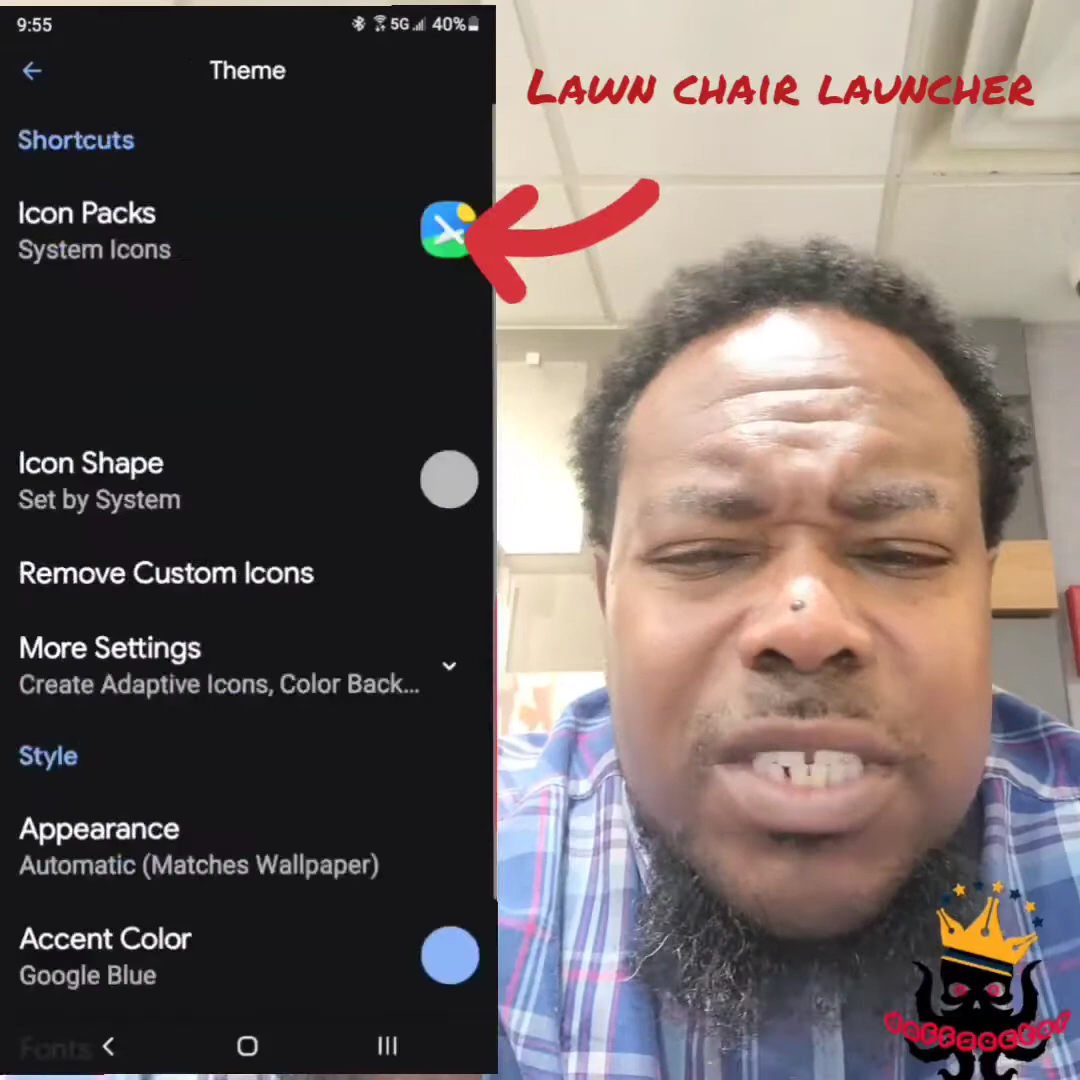 9:55
5G
40%
Theme
LAWN CHAIR LAUNCHER
Shortcuts
Icon Packs
System Icons
Icon Shape
Set by System
Remove Custom Icons
More Settings
Create Adaptive Icons, Color Back...
Style
Appearance
Automatic (Matches Wallpaper)
Accent Color
Google Blue
Fonts